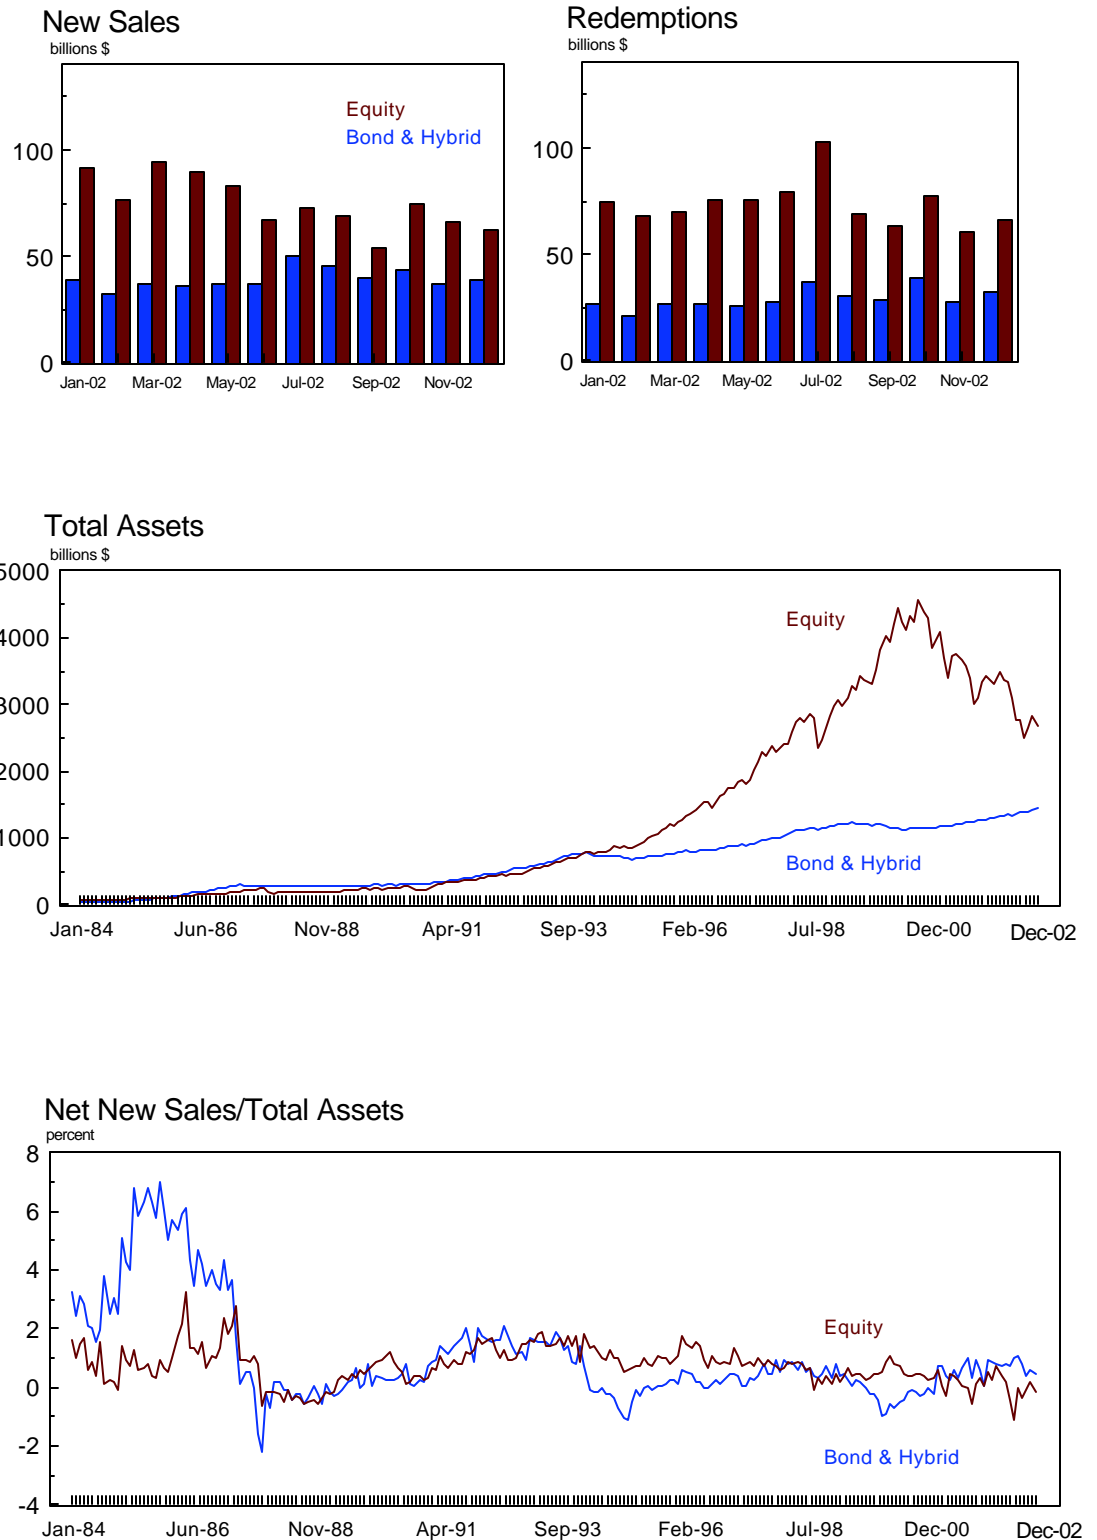 New Sales
billions $
Equity
Bond & Hybrid
100
50
0
Jan-02 Mar-02 May-02 Jul-02 Sep-02 Nov-02
Redemptions
billions $
100
50
0
Jan-02 Mar-02 May-02 Jul-02 Sep-02 Nov-02
Total Assets
billions $
5000
4000
3000
2000
1000
0
Equity
Bond & Hybrid
Jan-84 Jun-86 Nov-88 Apr-91 Sep-93 Feb-96 Jul-98 Dec-00 Dec-02
Net New Sales/Total Assets
percent
8
6
4
2
0
-2
-4
Equity
Bond & Hybrid
Jan-84 Jun-86 Nov-88 Apr-91 Sep-93 Feb-96 Jul-98 Dec-00 Dec-02